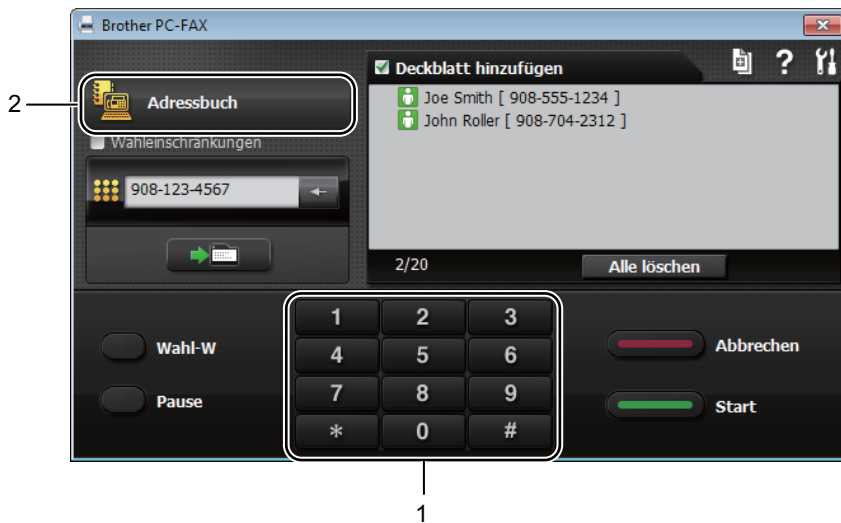 Brother PC-FAX
2
Adressbuch
Wahleinschränkungen
908-123-4567
Deckblatt hinzufügen
?
Joe Smith [ 908-555-1234 ]
John Roller [ 908-704-2312 ]
2/20
Alle löschen
Wahl-W
Pause
1 2 3
4 5 6
7 8 9
* 0 #
Abbrechen
Start
1